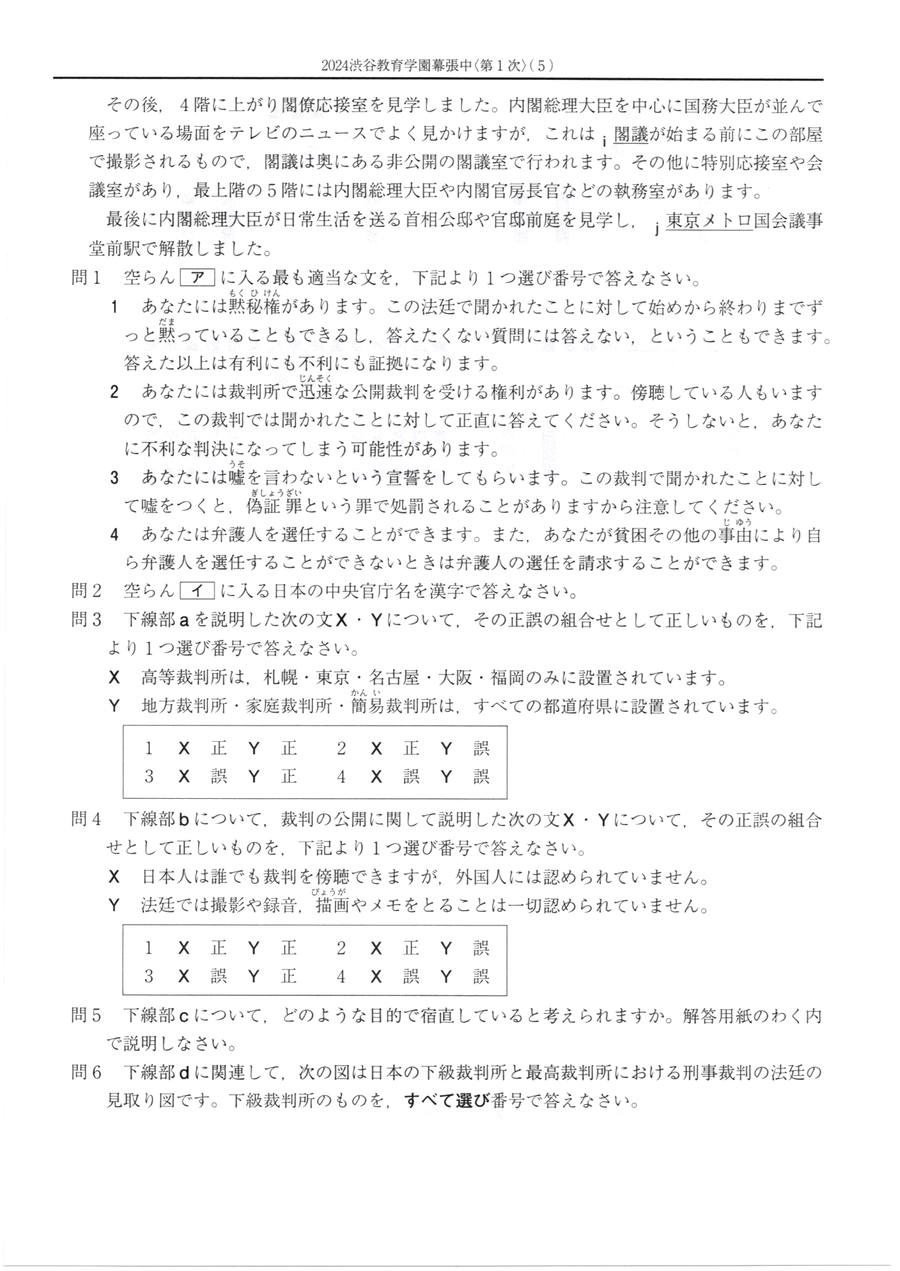 2024渋谷教育学園幕張中〈第1次〉(5)
その後，4階に上がり閣僚応接室を見学しました。内閣総理大臣を中心に国務大臣が並んで
座っている場面をテレビのニュースでよく見かけますが，これは i 閣議が始まる前にこの部屋
で撮影されるもので，閣議は奥にある非公開の閣議室で行われます。その他に特別応接室や会
議室があり，最上階の5階には内閣総理大臣や内閣官房長官などの執務室があります。
最後に内閣総理大臣が日常生活を送る首相公邸や官邸前庭を見学し， j 東京メトロ国会議事
堂前駅で解散しました。
問1 空らん ア に入る最も適当な文を，下記より1つ選び番号で答えなさい。
もく ひ けん
1 あなたには黙秘権があります。この法廷で聞かれたことに対して始めから終わりまでず
だま
っと黙っていることもできるし，答えたくない質問には答えない，ということもできます。
答えた以上は有利にも不利にも証拠になります。
じんそく
2 あなたには裁判所で迅速な公開裁判を受ける権利があります。傍聴している人もいます
ので，この裁判では聞かれたことに対して正直に答えてください。そうしないと，あなた
に不利な判決になってしまう可能性があります。
うそ
3 あなたには嘘を言わないという宣誓をしてもらいます。この裁判で聞かれたことに対し
ぎしょうざい
て嘘をつくと，偽証罪という罪で処罰されることがありますから注意してください。
じ ゆう
4 あなたは弁護人を選任することができます。また，あなたが貧困その他の事由により自
ら弁護人を選任することができないときは弁護人の選任を請求することができます。
問2 空らん イ に入る日本の中央官庁名を漢字で答えなさい。
問3 下線部aを説明した次の文X・Yについて，その正誤の組合せとして正しいものを，下記
より1つ選び番号で答えなさい。
X 高等裁判所は，札幌・東京・名古屋・大阪・福岡のみに設置されています。
かん い
Y 地方裁判所・家庭裁判所・簡易裁判所は，すべての都道府県に設置されています。
1 X 正 Y 正 2 X 正 Y 誤
3 X 誤 Y 正 4 X 誤 Y 誤
問4 下線部bについて，裁判の公開に関して説明した次の文X・Yについて，その正誤の組合
せとして正しいものを，下記より1つ選び番号で答えなさい。
X 日本人は誰でも裁判を傍聴できますが，外国人には認められていません。
びょうが
Y 法廷では撮影や録音，描画やメモをとることは一切認められていません。
1 X 正 Y 正 2 X 正 Y 誤
3 X 誤 Y 正 4 X 誤 Y 誤
問5 下線部cについて，どのような目的で宿直していると考えられますか。解答用紙のわく内
で説明しなさい。
問6 下線部dに関連して，次の図は日本の下級裁判所と最高裁判所における刑事裁判の法廷の
見取り図です。下級裁判所のものを，すべて選び番号で答えなさい。